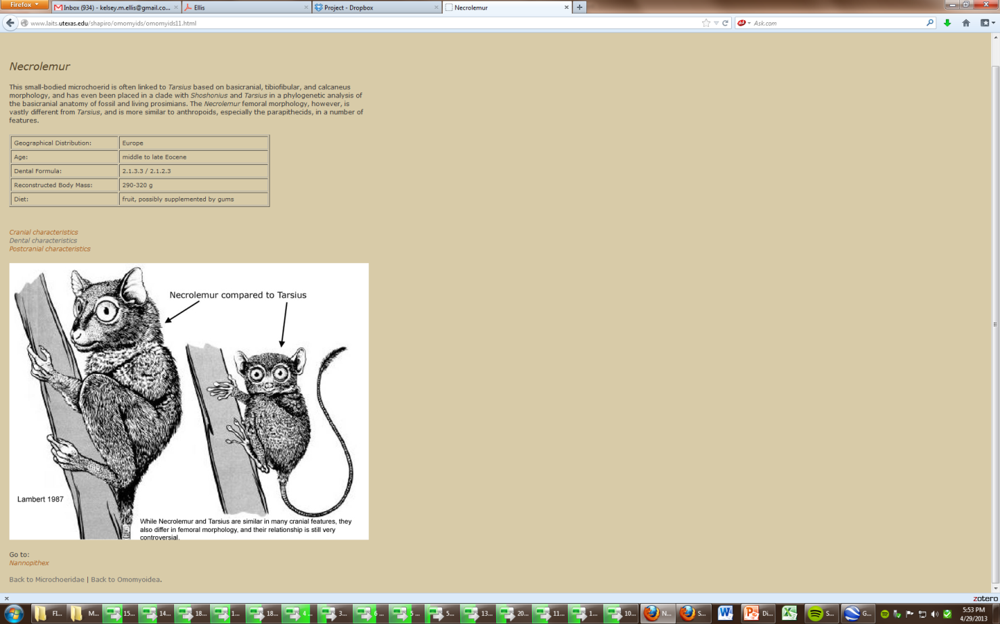 Firefox
Inbox (934) - kelsey.m.ellis@gmail.co...
Ellis
Project - Dropbox
Necrolemur
www.laits.utexas.edu/shapiro/omomyids/omomyids11.html
Ask.com
Necrolemur
This small-bodied microchoerid is often linked to Tarsius based on basicranial, tibiofibular, and calcaneus
morphology, and has even been placed in a clade with Shoshonius and Tarsius in a phylogenetic analysis of
the basicranial anatomy of fossil and living prosimians. The Necrolemur femoral morphology, however, is
vastly different from Tarsius, and is more similar to anthropoids, especially the parapithecids, in a number of
features.
Geographical Distribution: Europe
Age: middle to late Eocene
Dental Formula: 2.1.3.3 / 2.1.2.3
Reconstructed Body Mass: 290-320 g
Diet: fruit, possibly supplemented by gums
Cranial characteristics
Dental characteristics
Postcranial characteristics
Necrolemur compared to Tarsius
Lambert 1987
While Necrolemur and Tarsius are similar in many cranial features, they
also differ in femoral morphology, and their relationship is still very
controversial.
Go to:
Nannopithex
Back to Microchoeridae | Back to Omomyoidea.
zotero
FI... M... 15... 14... 18... 1... 18... 4... 3... 6... 5... 5... 13... 20... 11... 1... 10... N... S... Di... S... G...
5:53 PM
4/29/2013